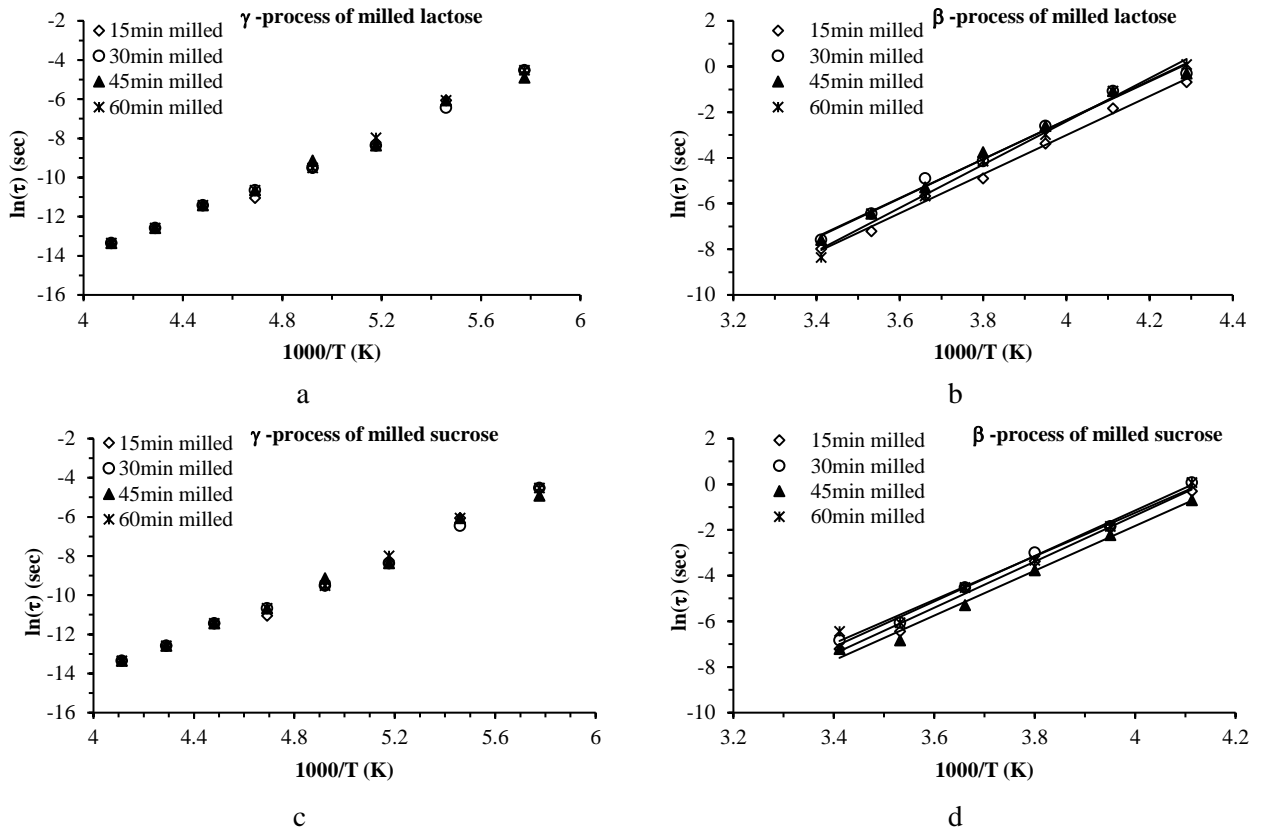 γ -process of milled lactose
15min milled
30min milled
45min milled
60min milled
-2
-4
-6
-8
-10
-12
-14
-16
ln(τ) (sec)
4
4.4
4.8
5.2
5.6
6
1000/T (K)
a
β -process of milled lactose
15min milled
30min milled
45min milled
60min milled
2
0
-2
-4
-6
-8
-10
ln(τ) (sec)
3.2
3.4
3.6
3.8
4
4.2
4.4
1000/T (K)
b
γ -process of milled sucrose
15min milled
30min milled
45min milled
60min milled
-2
-4
-6
-8
-10
-12
-14
-16
ln(τ) (sec)
4
4.4
4.8
5.2
5.6
6
1000/T (K)
c
β -process of milled sucrose
15min milled
30min milled
45min milled
60min milled
2
0
-2
-4
-6
-8
-10
ln(τ) (sec)
3.2
3.4
3.6
3.8
4
4.2
1000/T (K)
d